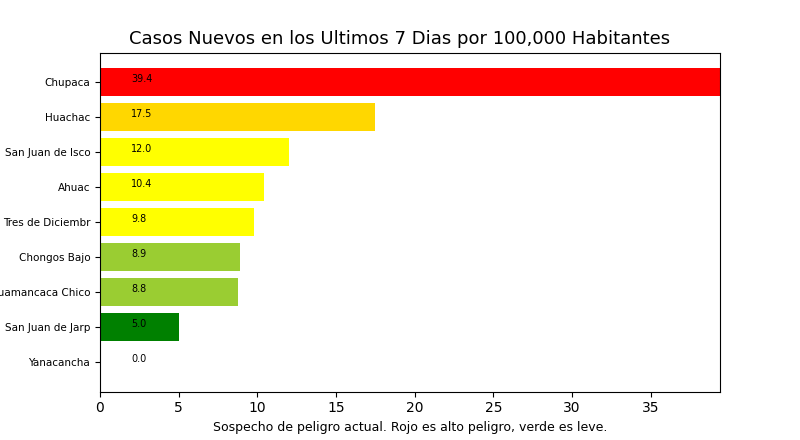 Casos Nuevos en los Ultimos 7 Dias por 100,000 Habitantes
Chupaca 39.4
Huachac 17.5
San Juan de Isco 12.0
Ahuac 10.4
Tres de Diciembr 9.8
Chongos Bajo 8.9
uamancaca Chico 8.8
San Juan de Jarp 5.0
Yanacancha 0.0
0 5 10 15 20 25 30 35
Sospecho de peligro actual. Rojo es alto peligro, verde es leve.